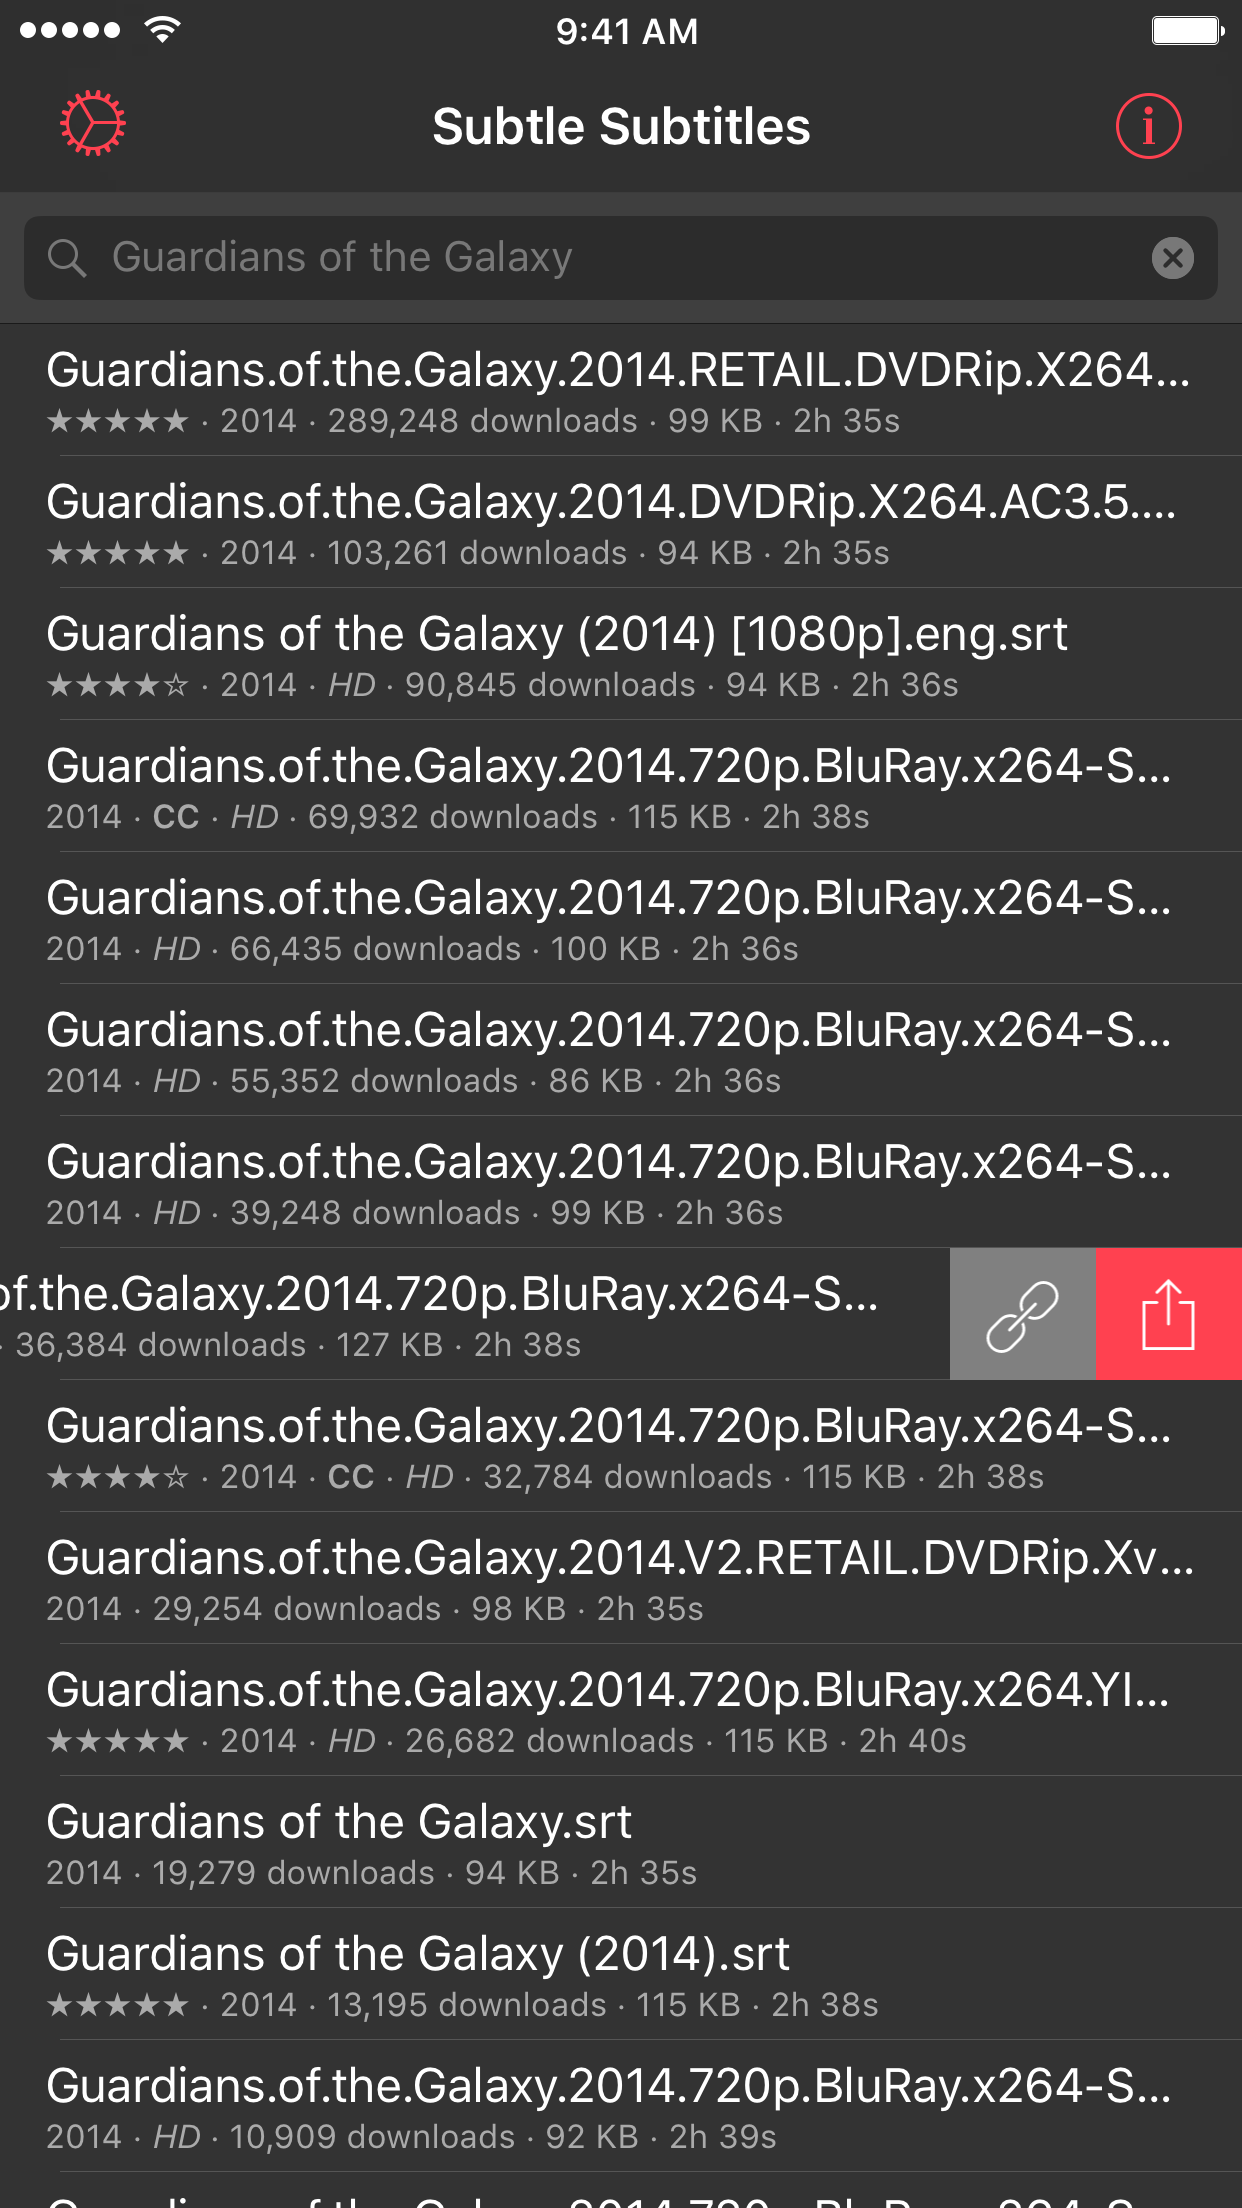 9:41 AM
Subtle Subtitles
Guardians of the Galaxy
Guardians.of.the.Galaxy.2014.RETAIL.DVDRip.X264...
★★★★★ · 2014 · 289,248 downloads · 99 KB · 2h 35s
Guardians.of.the.Galaxy.2014.DVDRip.X264.AC3.5....
★★★★★ · 2014 · 103,261 downloads · 94 KB · 2h 35s
Guardians of the Galaxy (2014) [1080p].eng.srt
★★★★☆ · 2014 · HD · 90,845 downloads · 94 KB · 2h 36s
Guardians.of.the.Galaxy.2014.720p.BluRay.x264-S...
2014 · CC · HD · 69,932 downloads · 115 KB · 2h 38s
Guardians.of.the.Galaxy.2014.720p.BluRay.x264-S...
2014 · HD · 66,435 downloads · 100 KB · 2h 36s
Guardians.of.the.Galaxy.2014.720p.BluRay.x264-S...
2014 · HD · 55,352 downloads · 86 KB · 2h 36s
Guardians.of.the.Galaxy.2014.720p.BluRay.x264-S...
2014 · HD · 39,248 downloads · 99 KB · 2h 36s
of.the.Galaxy.2014.720p.BluRay.x264-S...
· 36,384 downloads · 127 KB · 2h 38s
Guardians.of.the.Galaxy.2014.720p.BluRay.x264-S...
★★★★☆ · 2014 · CC · HD · 32,784 downloads · 115 KB · 2h 38s
Guardians.of.the.Galaxy.2014.V2.RETAIL.DVDRip.Xv...
2014 · 29,254 downloads · 98 KB · 2h 35s
Guardians.of.the.Galaxy.2014.720p.BluRay.x264.YI...
★★★★★ · 2014 · HD · 26,682 downloads · 115 KB · 2h 40s
Guardians of the Galaxy.srt
2014 · 19,279 downloads · 94 KB · 2h 35s
Guardians of the Galaxy (2014).srt
★★★★★ · 2014 · 13,195 downloads · 115 KB · 2h 38s
Guardians.of.the.Galaxy.2014.720p.BluRay.x264-S...
2014 · HD · 10,909 downloads · 92 KB · 2h 39s